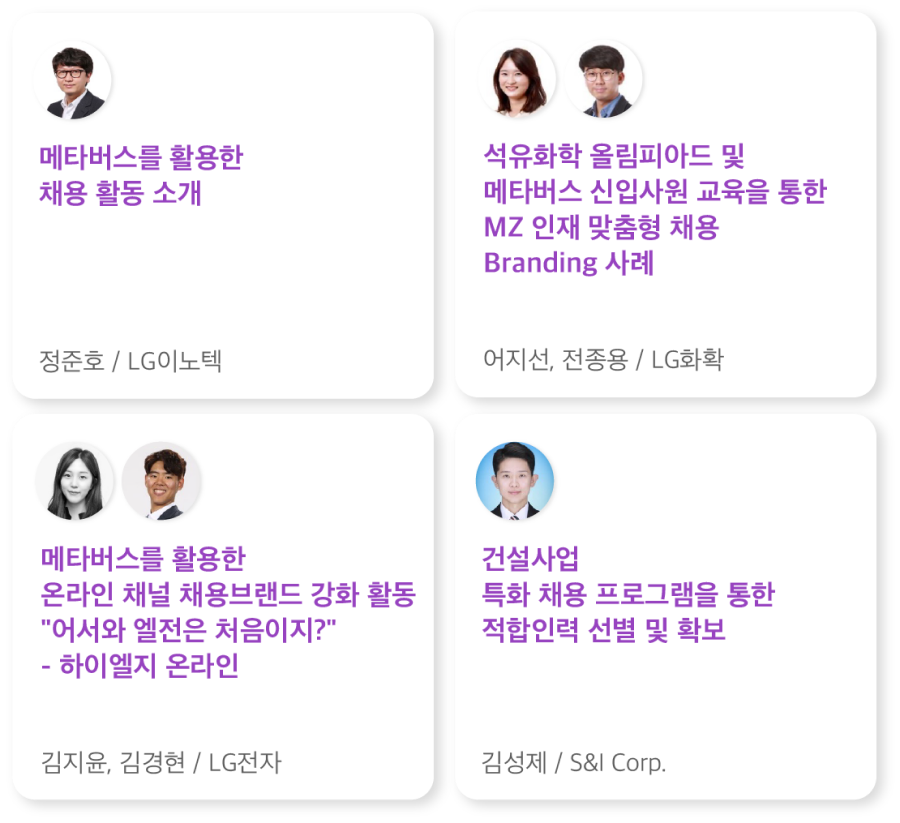 메타버스를 활용한
채용 활동 소개
정준호 / LG이노텍
석유화학 올림피아드 및
메타버스 신입사원 교육을 통한
MZ 인재 맞춤형 채용
Branding 사례
어지선, 전종용 / LG화확
메타버스를 활용한
온라인 채널 채용브랜드 강화 활동
"어서와 엘전은 처음이지?"
- 하이엘지 온라인
김지윤, 김경현 / LG전자
건설사업
특화 채용 프로그램을 통한
적합인력 선별 및 확보
김성제 / S&I Corp.